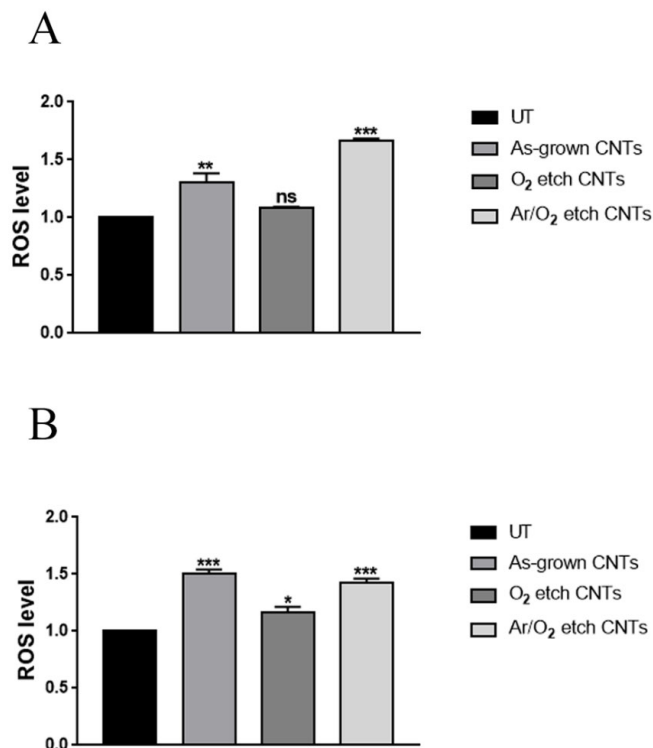 A
2.0
1.5
1.0
0.5
0.0
ROS level
**
ns
***
UT
As-grown CNTs
O₂ etch CNTs
Ar/O₂ etch CNTs
B
2.0
1.5
1.0
0.5
0.0
ROS level
***
*
***
UT
As-grown CNTs
O₂ etch CNTs
Ar/O₂ etch CNTs